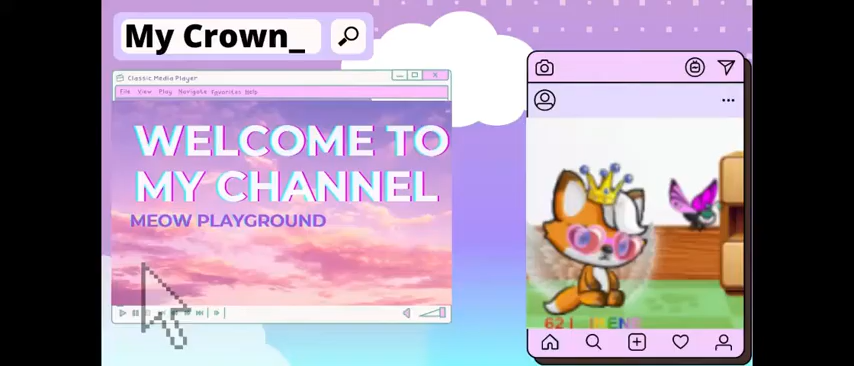 My Crown_
Classic Media Player
File View Play Navigate Favorites Help
WELCOME TO
MY CHANNEL
MEOW PLAYGROUND